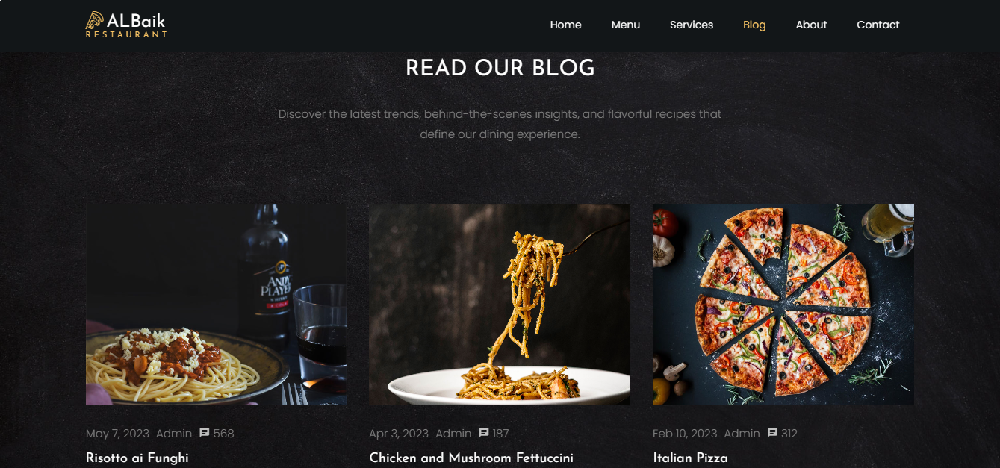 ALBaik
RESTAURANT
Home
Menu
Services
Blog
About
Contact
READ OUR BLOG
Discover the latest trends, behind-the-scenes insights, and flavorful recipes that
define our dining experience.
ANDY
PLAYER
WHISKY
& COLA
May 7, 2023 Admin 568
Apr 3, 2023 Admin 187
Feb 10, 2023 Admin 312
Risotto ai Funghi
Chicken and Mushroom Fettuccini
Italian Pizza